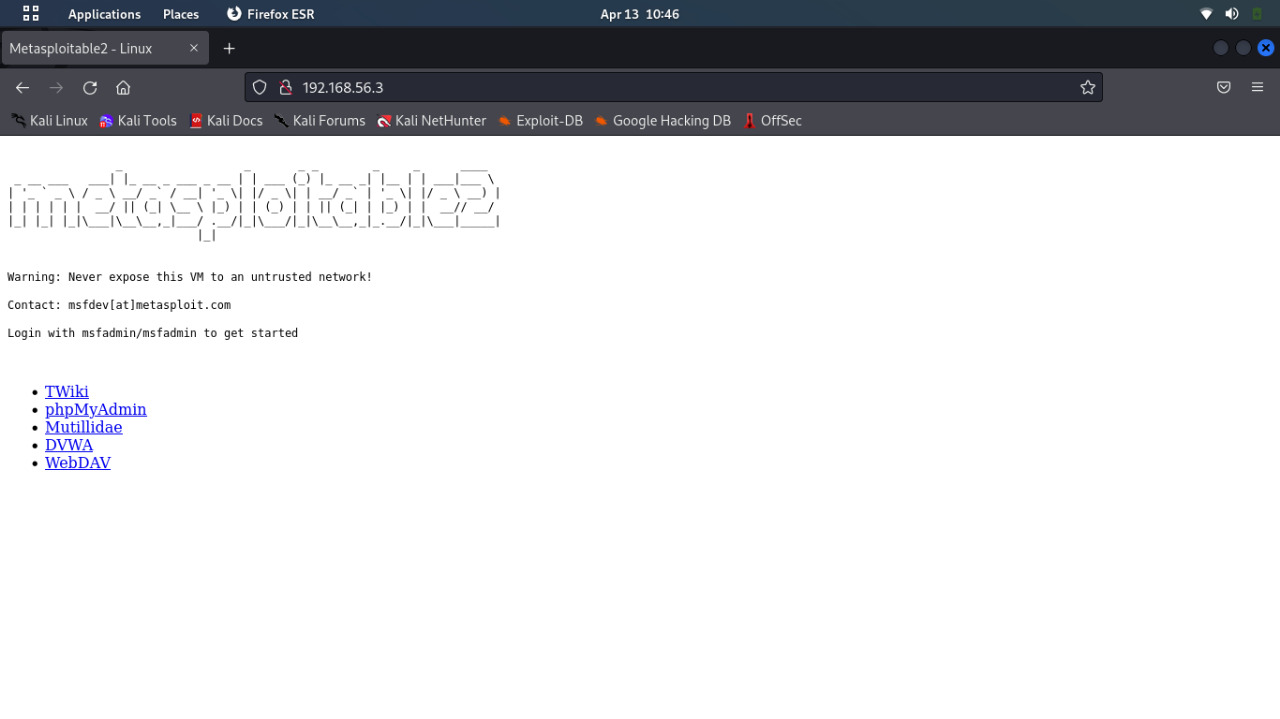 Applications Places Firefox ESR Apr 13 10:46
Metasploitable2 - Linux
192.168.56.3
Kali Linux Kali Tools Kali Docs Kali Forums Kali NetHunter Exploit-DB Google Hacking DB OffSec
metasploitable2
Warning: Never expose this VM to an untrusted network!
Contact: msfdev[at]metasploit.com
Login with msfadmin/msfadmin to get started
TWiki
phpMyAdmin
Mutillidae
DVWA
WebDAV